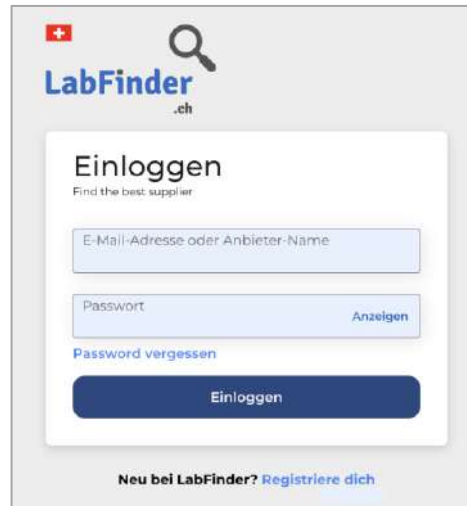 LabFinder
.ch
Einloggen
Find the best supplier
E-Mail-Adresse oder Anbieter-Name
Passwort
Anzeigen
Password vergessen
Einloggen
Neu bei LabFinder? Registriere dich